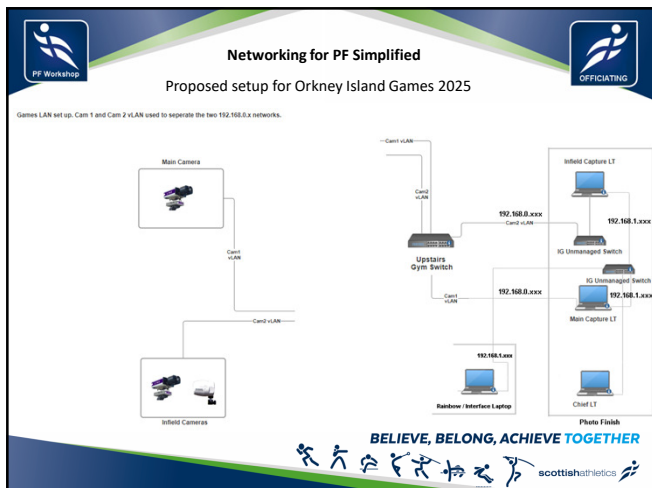 PF Workshop
Networking for PF Simplified
OFFICIATING
Proposed setup for Orkney Island Games 2025
Games LAN set up. Cam 1 and Cam 2 vLAN used to seperate the two 192.168.0.x networks.
Main Camera
Cam1
vLAN
Cam2 vLAN
Infield Cameras
Cam1 vLAN
Cam2
vLAN
Upstairs
Gym Switch
192.168.0.xxx
Cam2 vLAN
Cam1
vLAN
192.168.0.xxx
Infield Capture LT
192.168.1.xxx
IG Unmanaged Switch
IG Unmanaged Switch
192.168.1.xxx
Main Capture LT
192.168.1.xxx
Rainbow / Interface Laptop
Chief LT
Photo Finish
BELIEVE, BELONG, ACHIEVE TOGETHER
scottishathletics